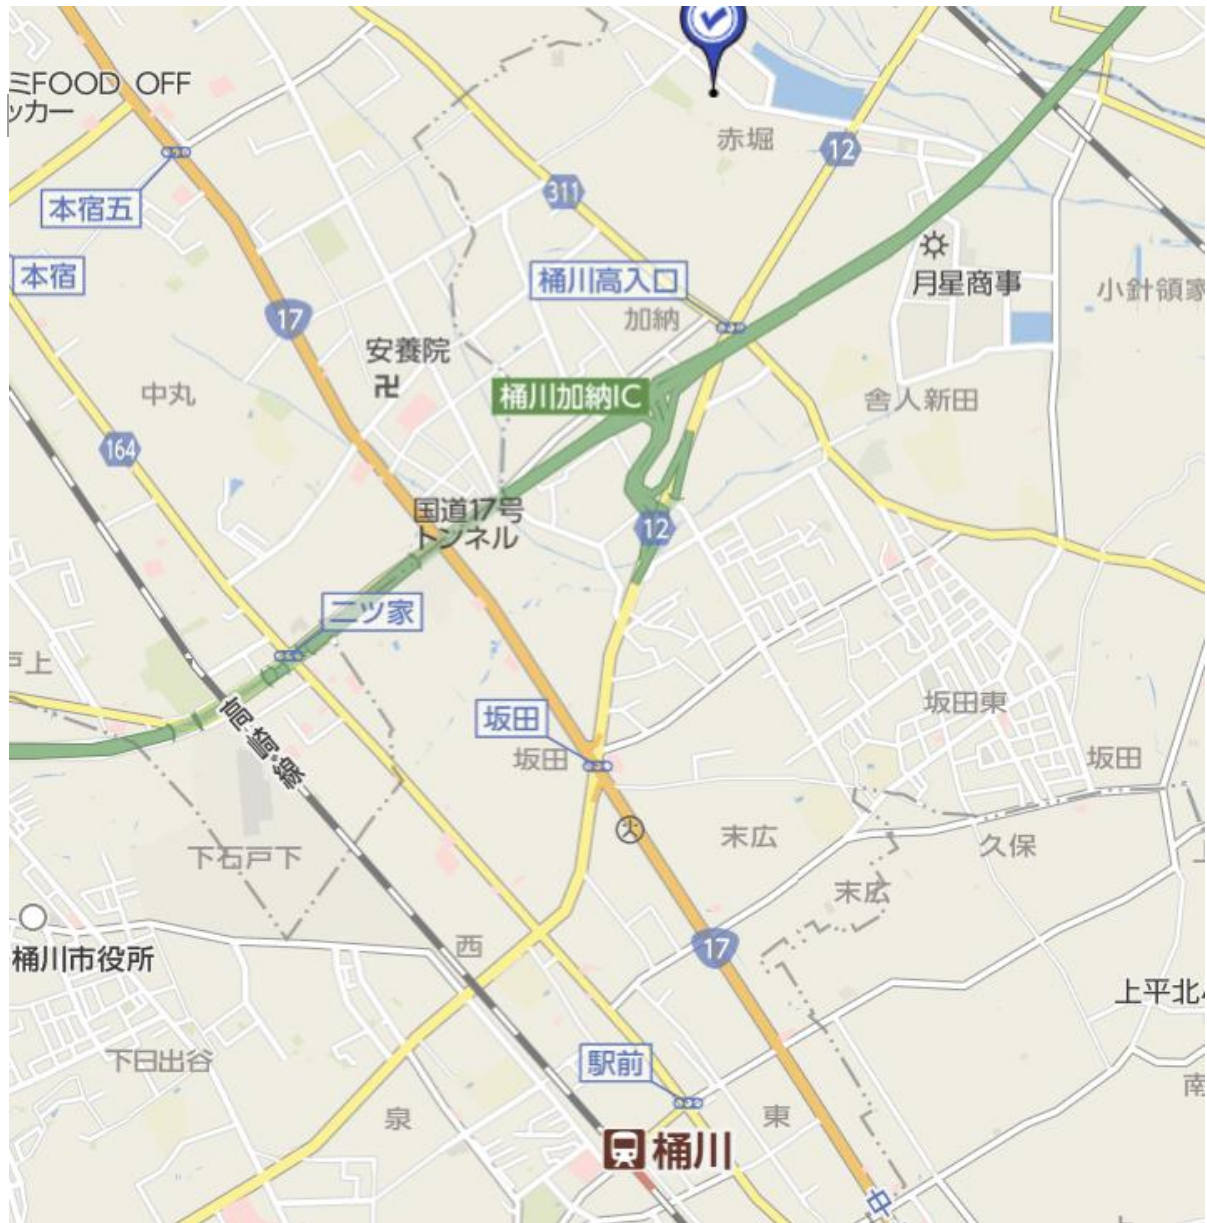 ミFOOD OFF
ッカー
赤堀
12
本宿五
311
本宿
桶川高入口
月星商事
小針領家
17
加納
安養院
中丸
桶川加納IC
舎人新田
164
国道17号
トンネル
12
二ツ家
戸上
坂田東
高崎線
坂田
坂田
坂田
末広
久保
下石戸下
末広
西
17
桶川市役所
上平北小
駅前
下日出谷
南
泉
東
桶川
中